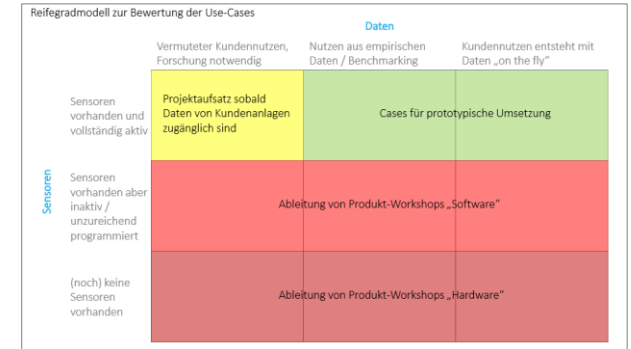 Reifegradmodell zur Bewertung der Use-Cases
Daten
Vermuteter Kundennutzen,
Forschung notwendig
Nutzen aus empirischen
Daten / Benchmarking
Kundennutzen entsteht mit
Daten „on the fly"
Sensoren
Sensoren
vorhanden und
vollständig aktiv
Projektaufsatz sobald
Daten von Kundenanlagen
zugänglich sind
Cases für prototypische Umsetzung
Sensoren
vorhanden aber
inaktiv /
unzureichend
programmiert
Ableitung von Produkt-Workshops „Software"
(noch) keine
Sensoren
vorhanden
Ableitung von Produkt-Workshops „Hardware"